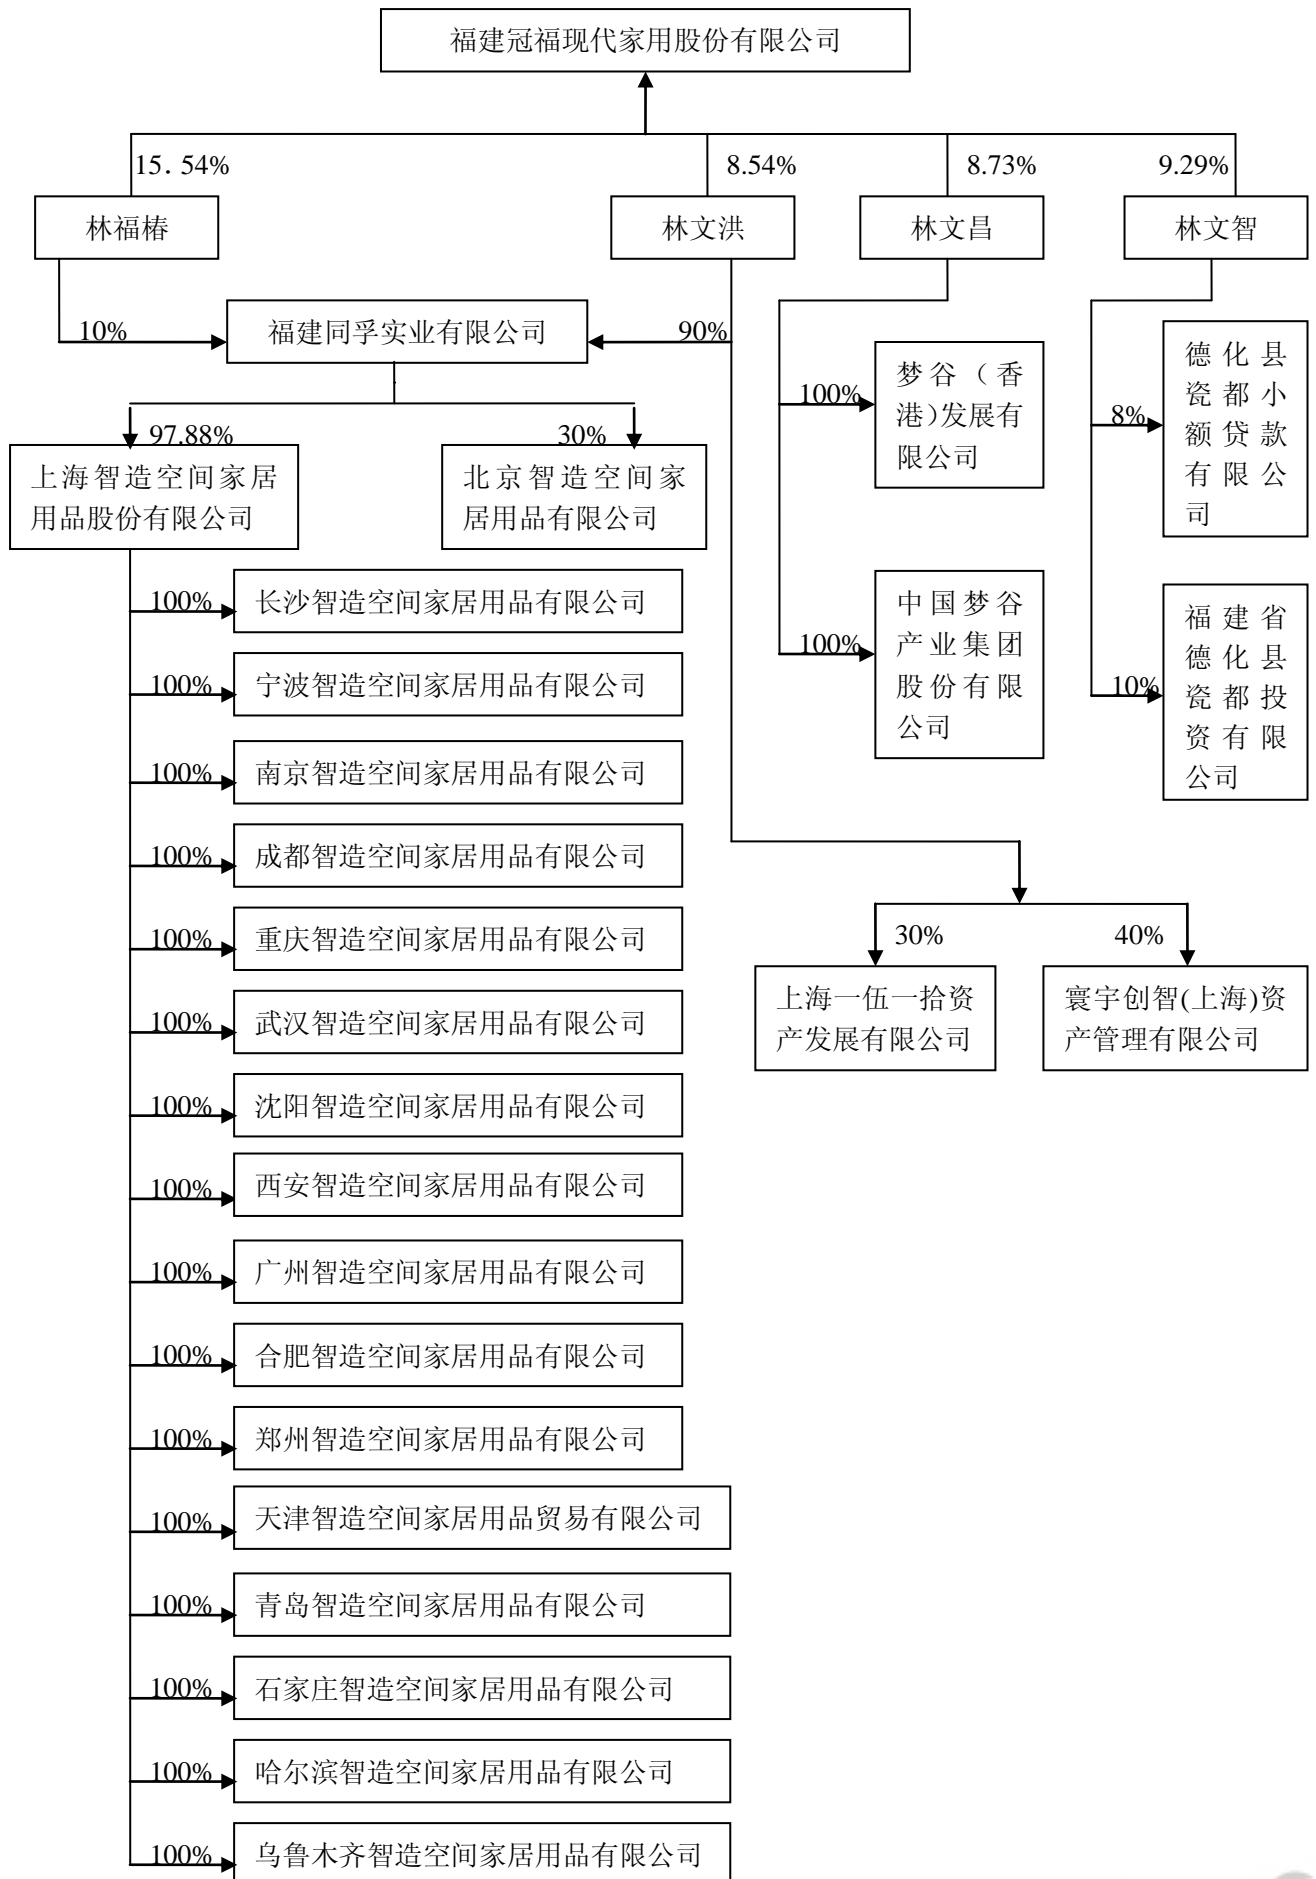 福建冠福现代家用股份有限公司
15.54%
8.54%
8.73%
9.29%
林福椿
林文洪
林文昌
林文智
10%
福建同孚实业有限公司
90%
97.88%
30%
上海智造空间家居
用品股份有限公司
北京智造空间家
居用品有限公司
100%
梦谷（香
港）发展有
限公司
8%
德化县
瓷都小
额贷款
有限公
司
100%
中国梦谷
产业集团
股份有限
公司
10%
福建省
德化县
瓷都投
资有限
公司
100%
长沙智造空间家居用品有限公司
100%
宁波智造空间家居用品有限公司
100%
南京智造空间家居用品有限公司
100%
成都智造空间家居用品有限公司
100%
重庆智造空间家居用品有限公司
30%
40%
上海一伍一拾资
产发展有限公司
寰宇创智(上海)资
产管理有限公司
100%
武汉智造空间家居用品有限公司
100%
沈阳智造空间家居用品有限公司
100%
西安智造空间家居用品有限公司
100%
广州智造空间家居用品有限公司
100%
合肥智造空间家居用品有限公司
100%
郑州智造空间家居用品有限公司
100%
天津智造空间家居用品贸易有限公司
100%
青岛智造空间家居用品有限公司
100%
石家庄智造空间家居用品有限公司
100%
哈尔滨智造空间家居用品有限公司
100%
乌鲁木齐智造空间家居用品有限公司